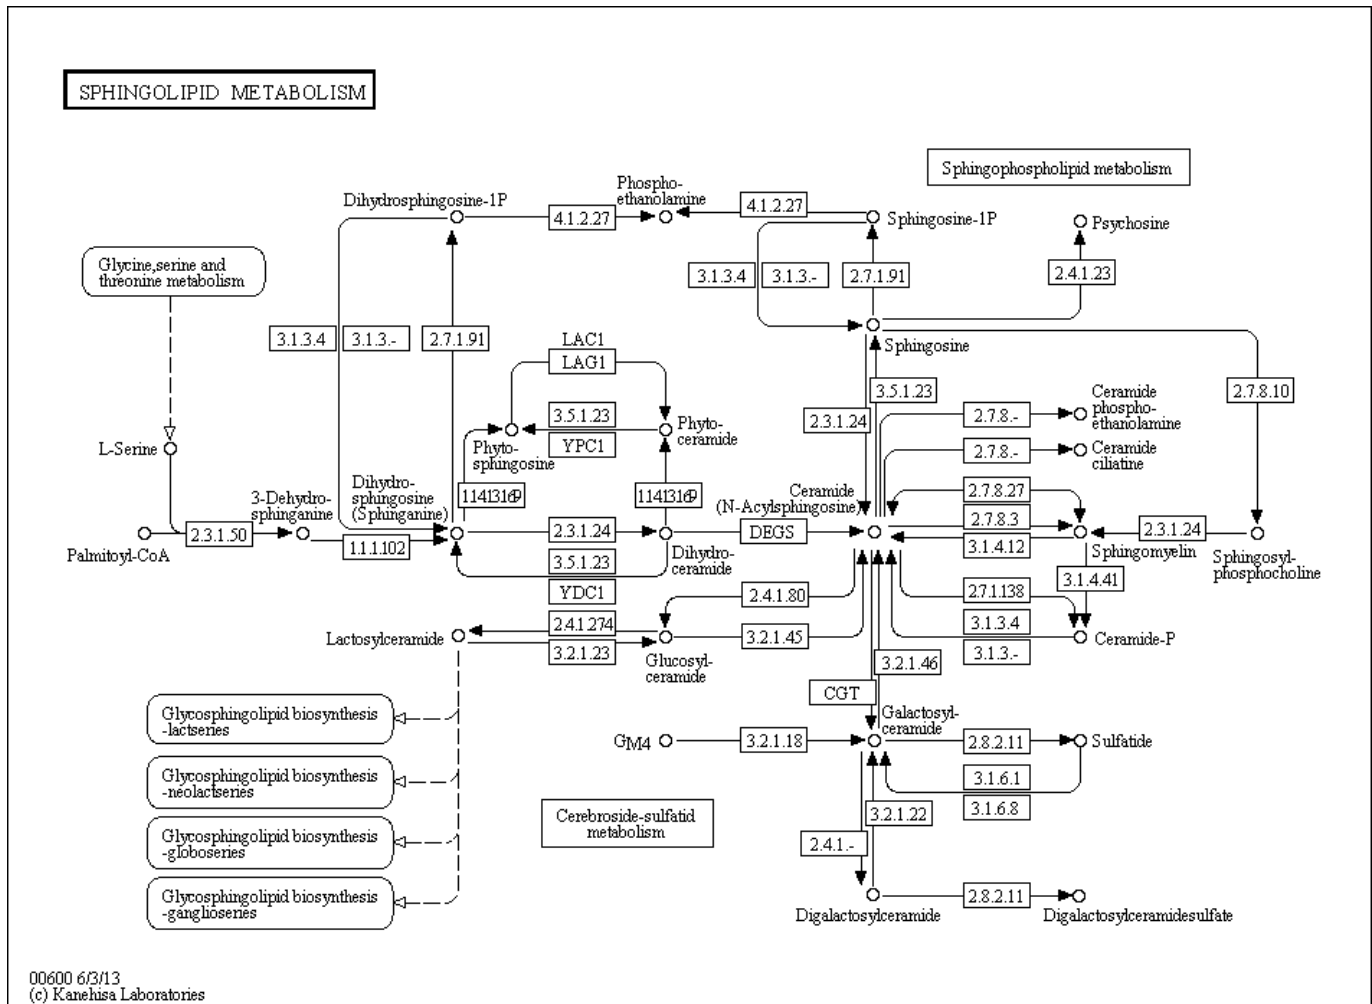 SPHINGOLIPID METABOLISM
Sphingophospholipid metabolism
Phospho-
ethanolamine
Dihydrosphingosine-1P
4.1.2.27
4.1.2.27
Sphingosine-1P
Psychosine
Glycine,serine and
threonine metabolism
3.1.3.4
3.1.3.-
2.7.1.91
2.4.1.23
3.1.3.4
3.1.3.-
2.7.1.91
LAC1
LAG1
Sphingosine
3.5.1.23
2.7.8.10
Ceramide
phospho-
ethanolamine
2.7.8.-
3.5.1.23
YPC1
2.3.1.24
Phyto-
sphingosine
Phyto-
ceramide
L-Serine
2.7.8.-
Ceramide
ciliatine
3-Dehydro-
sphinganine
Dihydro-
sphingosine
(Sphinganine)
11413169
11413169
Ceramide
(N-Acylsphingosine)
2.7.8.27
2.7.8.3
3.1.4.12
Palmitoyl-CoA
2.3.1.50
1.1.1.102
2.3.1.24
Dihydro-
ceramide
DEGS
Sphingomyelin
2.3.1.24
Sphingosyl-
phosphocholine
3.5.1.23
YDC1
3.1.4.41
2.4.1.80
2.7.1.138
Lactosylceramide
2.4.1.274
3.2.1.23
Glucosyl-
ceramide
3.2.1.45
3.1.3.4
3.1.3.-
Ceramide-P
3.2.1.46
CGT
Glycosphingolipid biosynthesis
-lactseries
GM4
3.2.1.18
Galactosyl-
ceramide
2.8.2.11
Sulfatide
Glycosphingolipid biosynthesis
-neolactseries
3.1.6.1
3.1.6.8
Cerebroside-sulfatid
metabolism
3.2.1.22
2.4.1.-
Glycosphingolipid biosynthesis
-globoseries
Glycosphingolipid biosynthesis
-ganglioseries
Digalactosylceramide
2.8.2.11
Digalactosylceramidesulfate
00600 6/3/13
(c) Kanehisa Laboratories